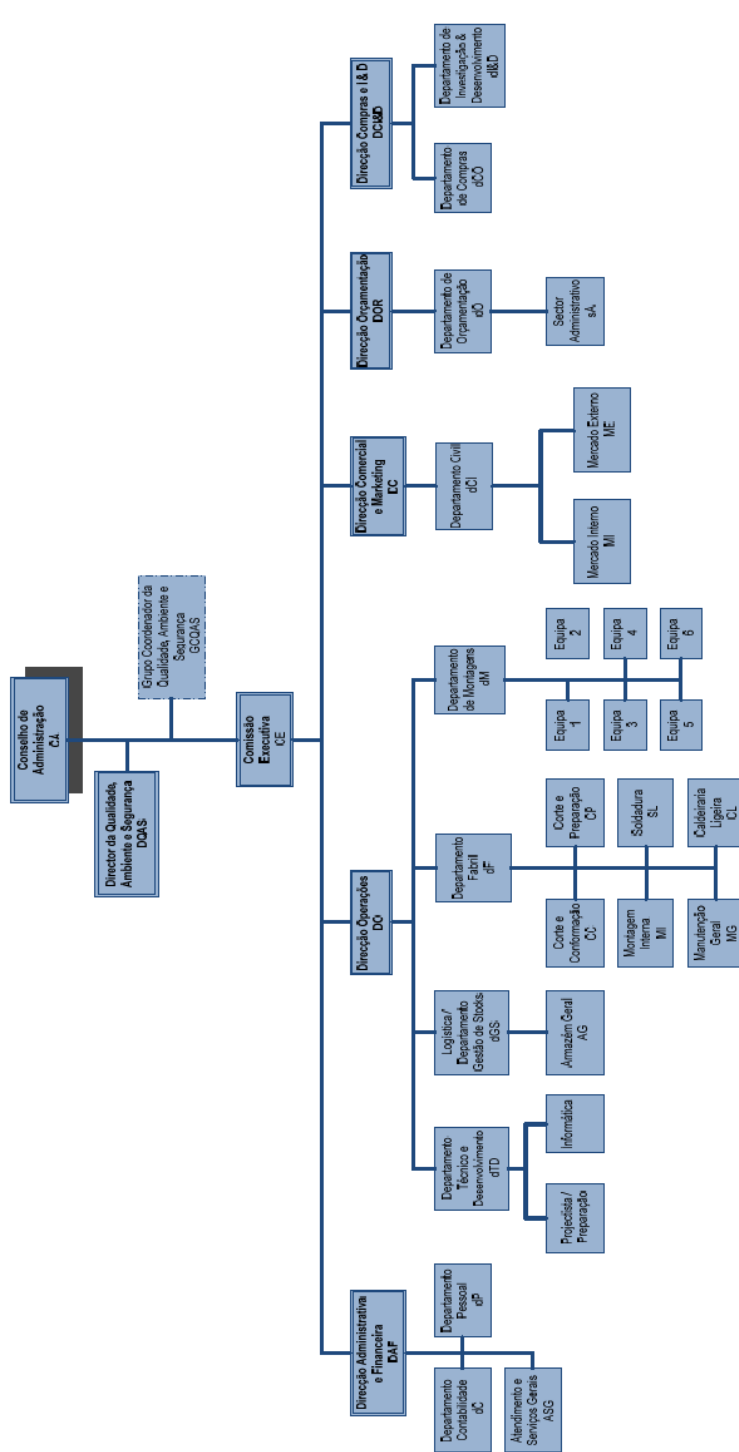 Conselho de
Administração
CA
Director da Qualidade,
Ambiente e Segurança
DQAS
Grupo Coordenador da
Qualidade, Ambiente e
Segurança
GCQAS
Comissão
Executiva
CE
Direcção Administrativa
e Financeira
DAF
Direcção Operações
DO
Direcção Comercial
e Marketing
DC
Direcção Orçamentação
DOR
Direcção Compras e I&D
DCI&D
Departamento
Contabilidade
dC
Departamento
Pessoal
dP
Atendimento e
Serviços Gerais
ASG
Departamento
Técnico e
Desenvolvimento
dTD
Projectista /
Preparação
Informática
Logística /
Departamento
Gestão de Stocks
dGS
Armazém Geral
AG
Departamento
Fabril
dF
Corte e
Conformação
CC
Corte e
Preparação
CP
Montagem
Interna
MI
Soldadura
SL
Manutenção
Geral
MG
Caldeiraria
Ligeira
CL
Departamento
de Montagens
dM
Equipa
1
Equipa
2
Equipa
3
Equipa
4
Equipa
5
Equipa
6
Departamento Civil
dCI
Mercado Interno
MI
Mercado Externo
ME
Departamento de
Orçamentação
dO
Sector
Administrativo
sA
Departamento
de Compras
dCO
Departamento de
Investigação &
Desenvolvimento
dI&D